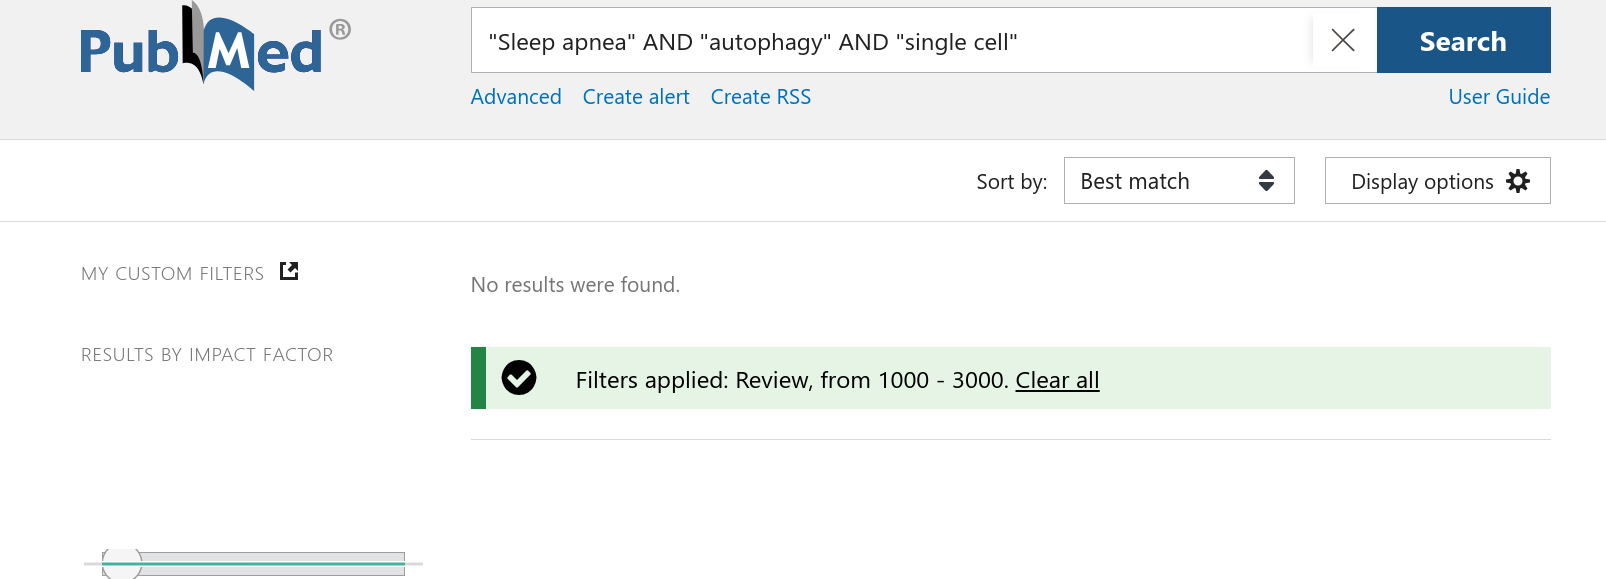 PubMed®
"Sleep apnea" AND "autophagy" AND "single cell"
Search
Advanced Create alert Create RSS
User Guide
Sort by:
Best match
Display options
MY CUSTOM FILTERS
No results were found.
RESULTS BY IMPACT FACTOR
Filters applied: Review, from 1000 - 3000. Clear all